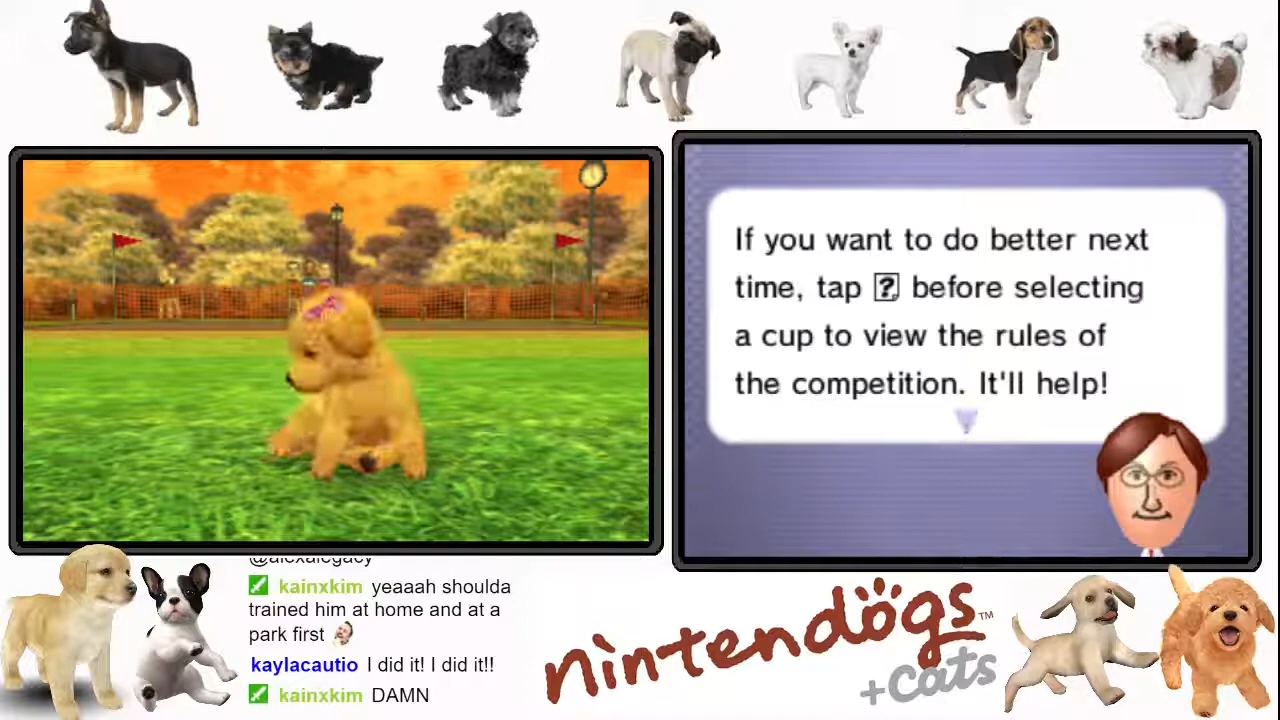 If you want to do better next
time, tap ? before selecting
a cup to view the rules of
the competition. It'll help!
@alexalegacy
kainxkim yeaaah shoulda
trained him at home and at a
park first
kaylacautio I did it! I did it!!
kainxkim DAMN
nintendogs™
+cats